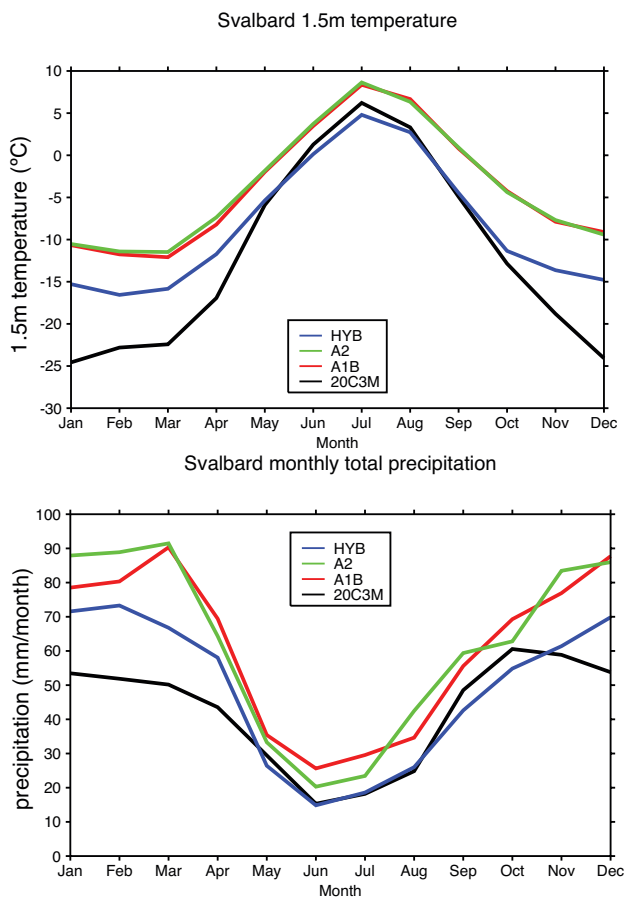 Svalbard 1.5m temperature
10
5
0
-5
-10
-15
-20
-25
-30
1.5m temperature (°C)
HYB
A2
A1B
20C3M
Jan Feb Mar Apr May Jun Jul Aug Sep Oct Nov Dec
Month
Svalbard monthly total precipitation
100
90
80
70
60
50
40
30
20
10
0
precipitation (mm/month)
HYB
A2
A1B
20C3M
Jan Feb Mar Apr May Jun Jul Aug Sep Oct Nov Dec
Month